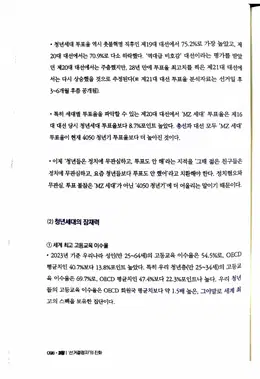 • 청년세대 투표율 역시 촛불혁명 직후인 제19대 대선에서 75.2%로 가장 높았고, 제
20대 대선에서는 70.9%로 다소 하락했다. '역대급 비호감' 대선이라는 평가를 받았
던 제20대 대선에서는 주춤했지만, 28년 만에 투표율 최고치를 찍은 제21대 대선에
서는 다시 상승했을 것으로 추정된다(※ 제21대 대선 투표율 분석자료는 선거일 후
3~6개월 후쯤 공개됨).
• 특히 세대별 투표율을 파악할 수 있는 제20대 대선에서 'MZ 세대' 투표율은 제16
대 대선 당시 청년세대 투표율보다 8.7%포인트 높았다. 총선과 대선 모두 'MZ 세대'
투표율이 현재 4050 청년기 투표율보다 더 높아진 것이다.
• 이제 '청년들은 정치에 무관심하고, 투표도 안 해'라는 지적을 '그때 젊은 친구들은
정치에 무관심하고, 요즘 청년들보다 투표도 안 했어'라고 치환해야 한다. 정치혐오와
무관심, 투표 불참은 'MZ 세대'가 아닌 '4050 청년기'에 더 어울리는 말이기 때문이다.
(2) 청년세대의 잠재력
① 세계 최고 고등교육 이수율
• 2023년 기준 우리나라 성인(만 25~64세)의 고등교육 이수율은 54.5%로, OECD
평균치인 40.7%보다 13.8%포인트 높았다. 특히 우리 청년층(만 25~34세)의 고등교
육 이수율은 69.7%로, OECD 평균치인 47.4%보다 22.3%포인트나 높다. 우리 청년
들의 고등교육 이수율은 OECD 회원국 평균치보다 약 1.5배 높은, 그야말로 세계 최
고의 스펙을 보유한 집단이다.